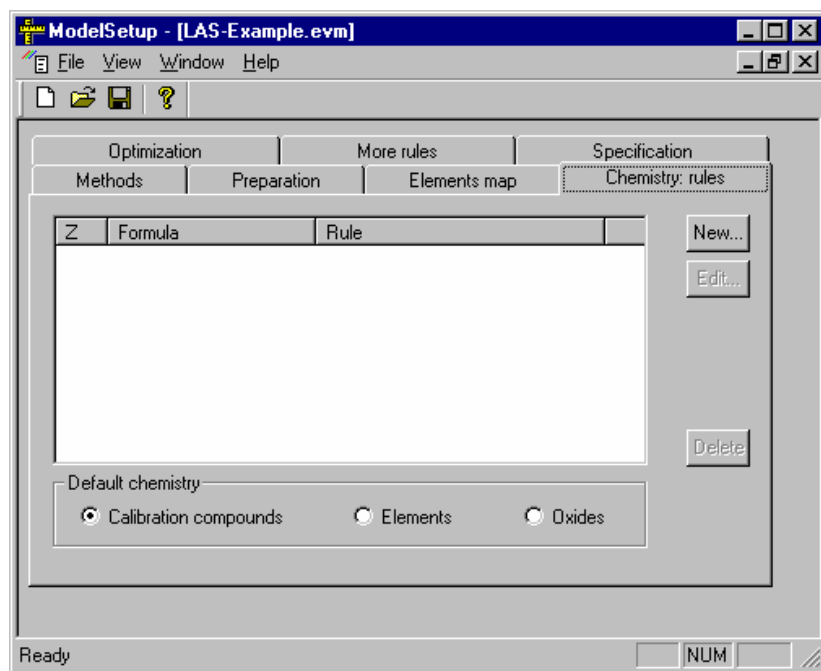 ModelSetup - [LAS-Example.evm]
File View Window Help
Optimization More rules Specification
Methods Preparation Elements map Chemistry: rules
Z Formula Rule
New...
Edit...
Delete
Default chemistry
Calibration compounds Elements Oxides
Ready NUM